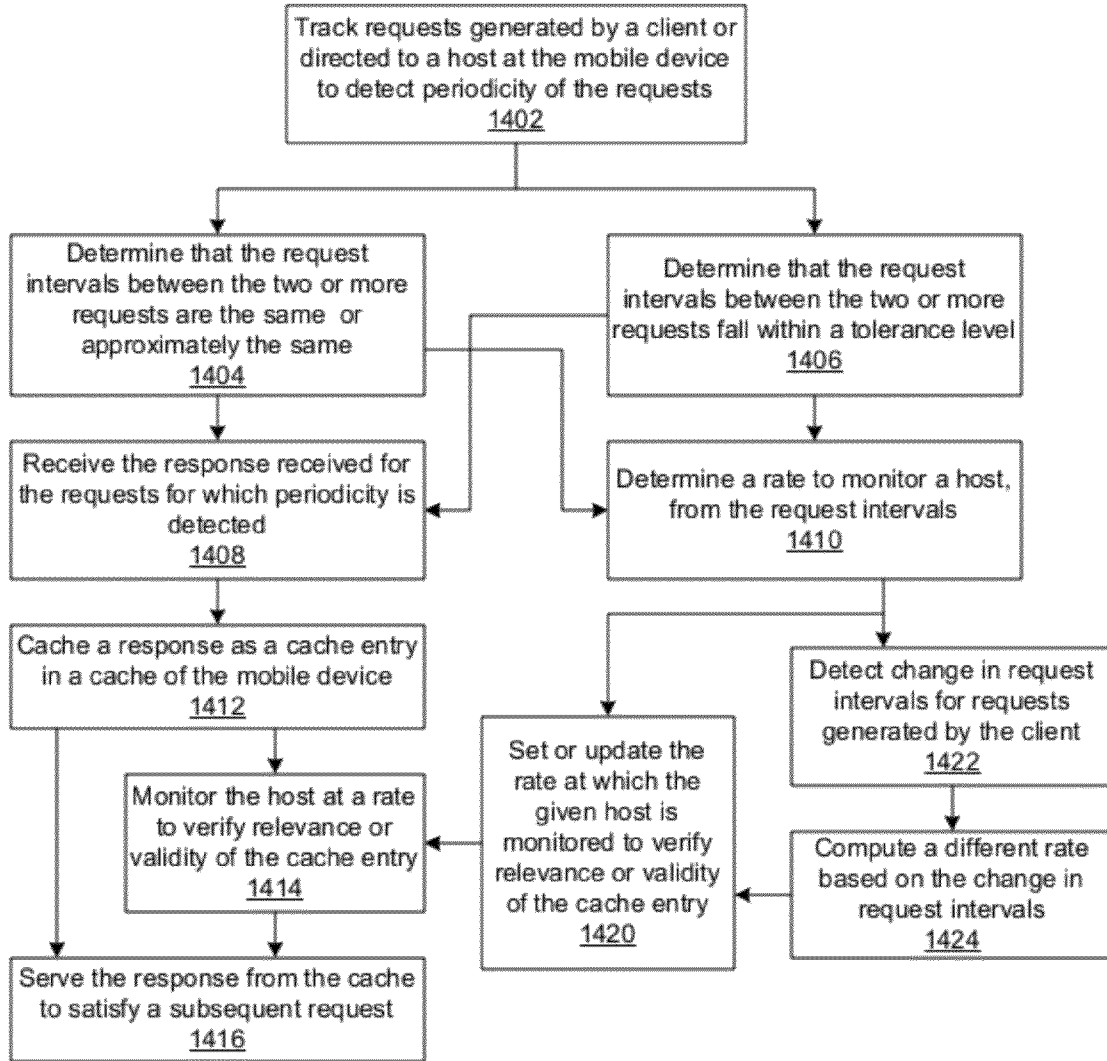 Track requests generated by a client or
directed to a host at the mobile device
to detect periodicity of the requests
1402
Determine that the request
intervals between the two or more
requests are the same or
approximately the same
1404
Determine that the request
intervals between the two or more
requests fall within a tolerance level
1406
Receive the response received for
the requests for which periodicity is
detected
1408
Determine a rate to monitor a host,
from the request intervals
1410
Cache a response as a cache entry
in a cache of the mobile device
1412
Detect change in request
intervals for requests
generated by the client
1422
Set or update the
rate at which the
given host is
monitored to verify
relevance or validity
of the cache entry
1420
Monitor the host at a rate
to verify relevance or
validity of the cache entry
1414
Compute a different rate
based on the change in
request intervals
1424
Serve the response from the cache
to satisfy a subsequent request
1416